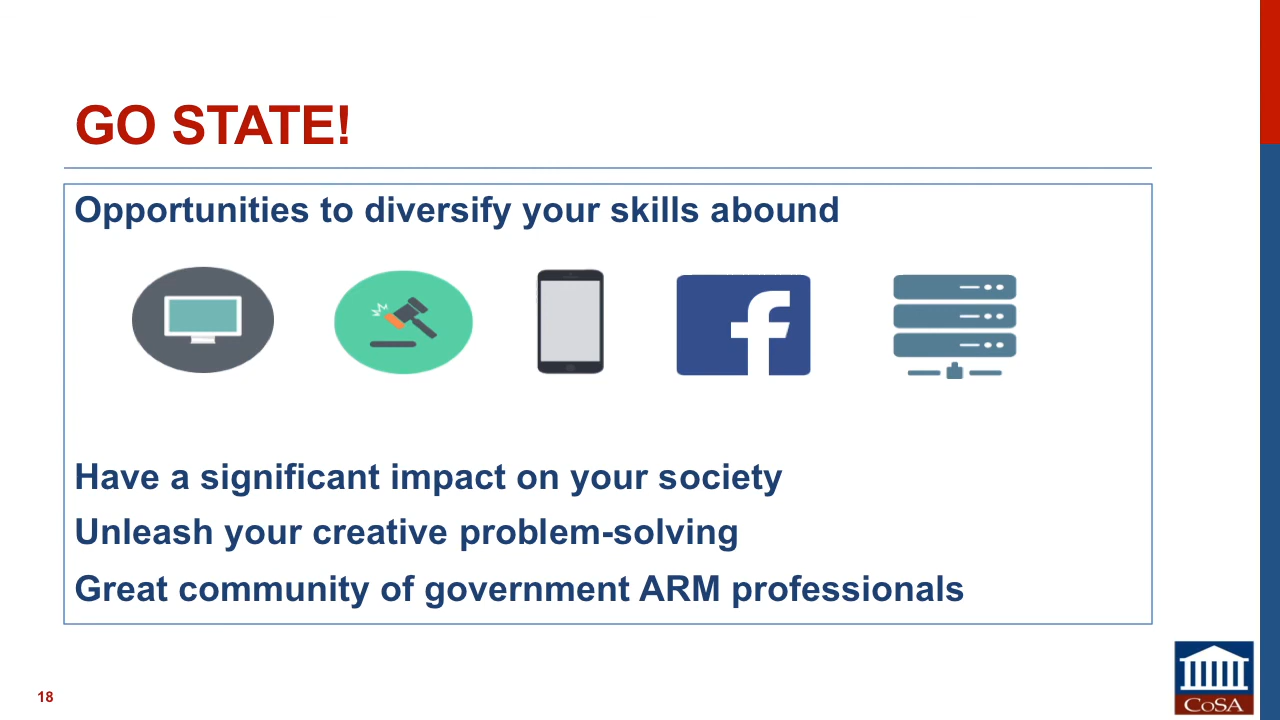 GO STATE!
Opportunities to diversify your skills abound
Have a significant impact on your society
Unleash your creative problem-solving
Great community of government ARM professionals
18
CoSA